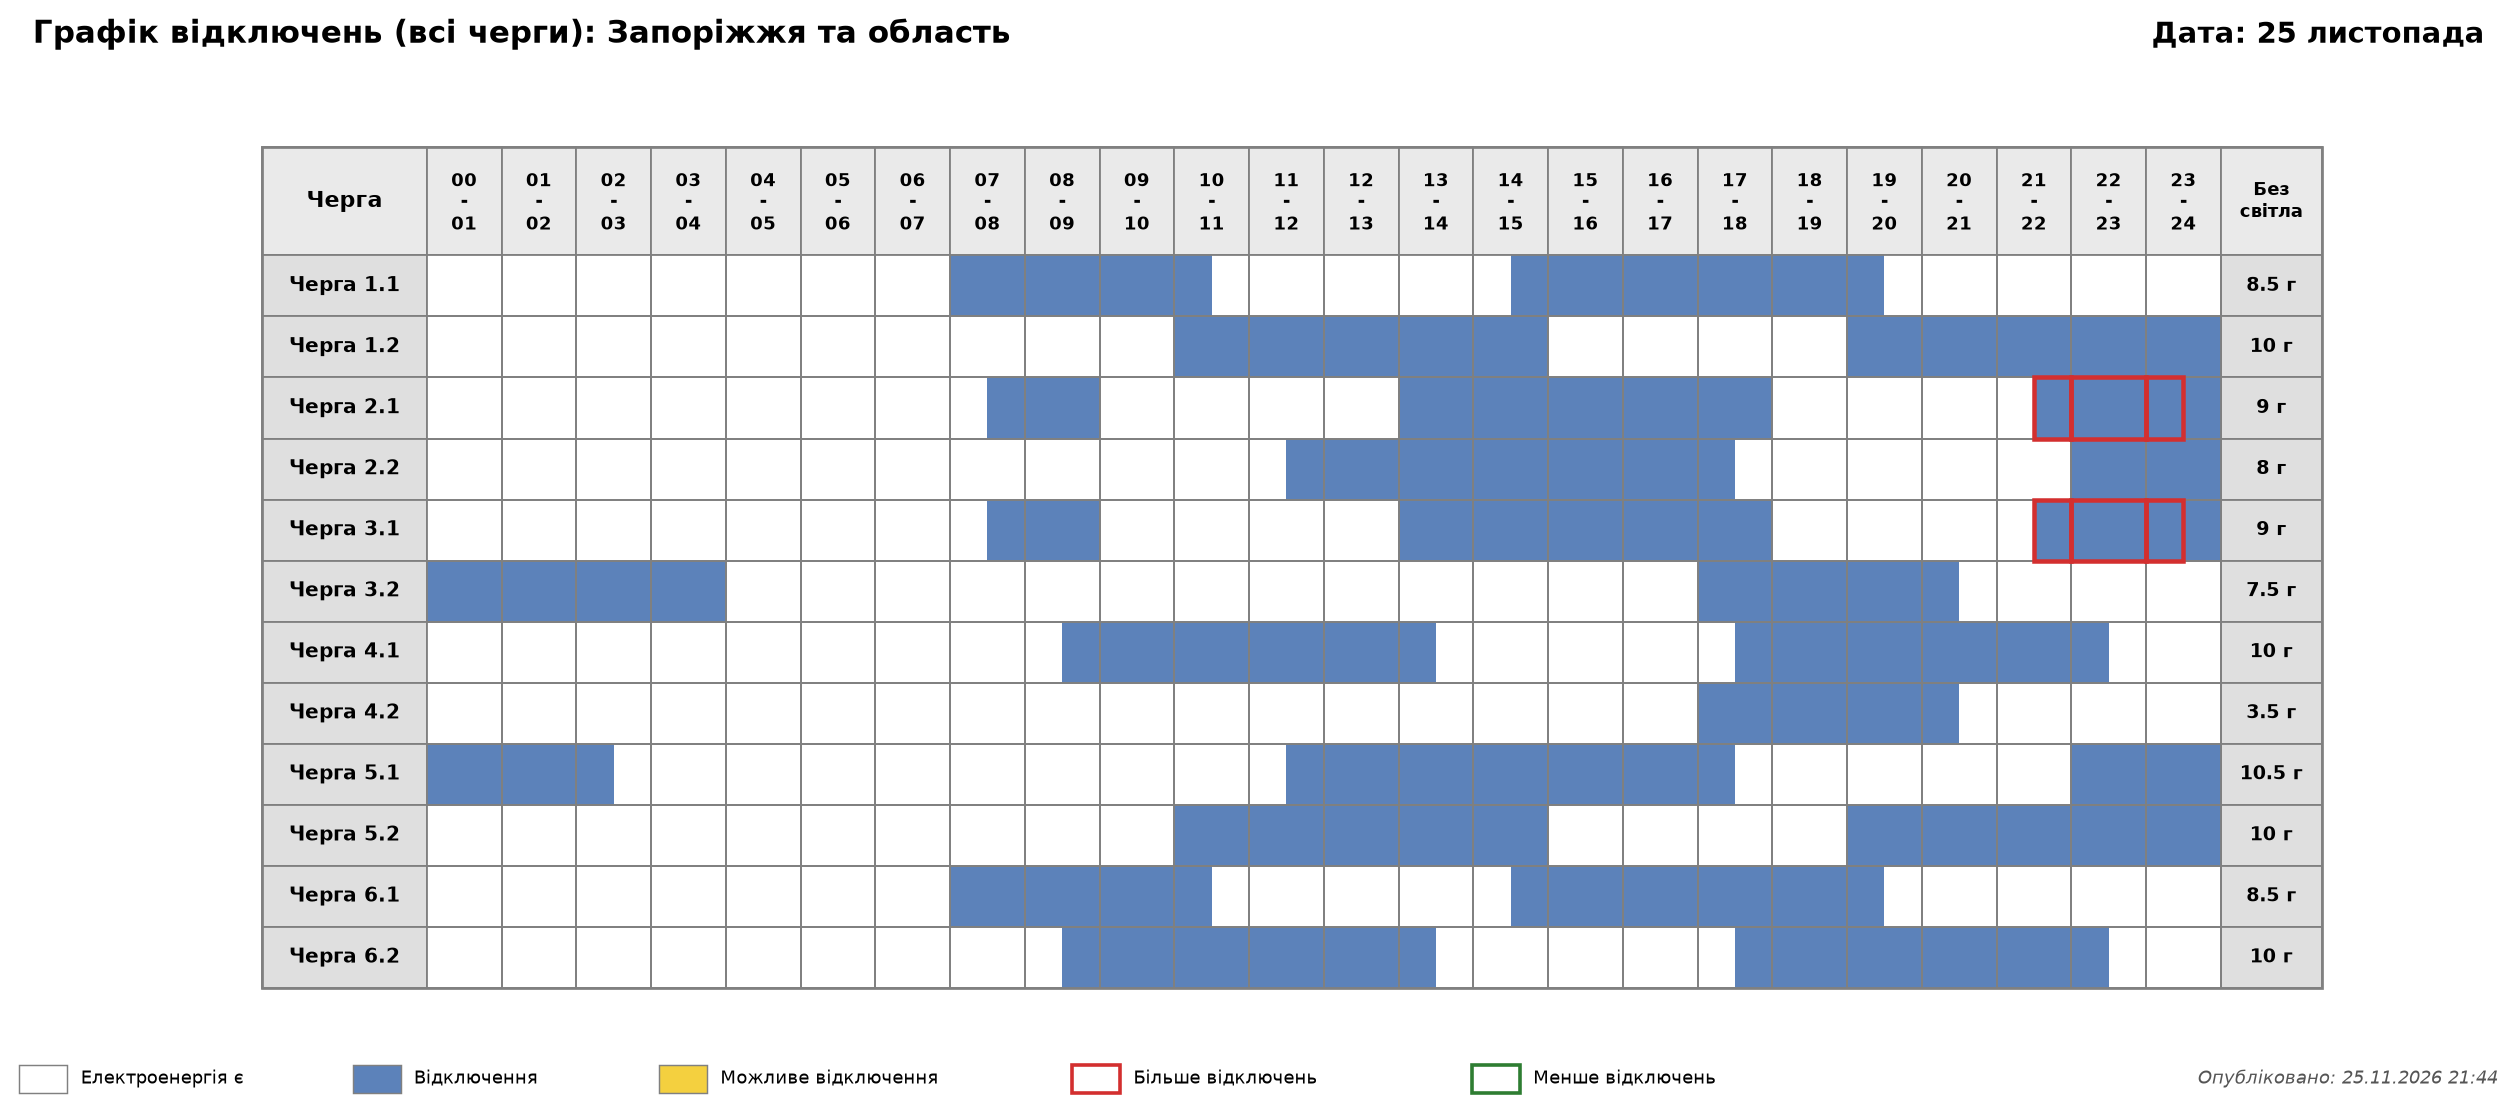 Графік відключень (всі черги): Запоріжжя та область
Дата: 25 листопада
Черга 00 - 01 01 - 02 02 - 03 03 - 04 04 - 05 05 - 06 06 - 07 07 - 08 08 - 09 09 - 10 10 - 11 11 - 12 12 - 13 13 - 14 14 - 15 15 - 16 16 - 17 17 - 18 18 - 19 19 - 20 20 - 21 21 - 22 22 - 23 23 - 24 Без світла
Черга 1.1 8.5 г
Черга 1.2 10 г
Черга 2.1 9 г
Черга 2.2 8 г
Черга 3.1 9 г
Черга 3.2 7.5 г
Черга 4.1 10 г
Черга 4.2 3.5 г
Черга 5.1 10.5 г
Черга 5.2 10 г
Черга 6.1 8.5 г
Черга 6.2 10 г
Електроенергія є
Відключення
Можливе відключення
Більше відключень
Менше відключень
Опубліковано: 25.11.2026 21:44